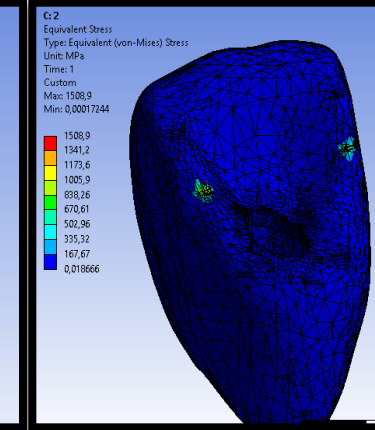 C: 2
Equivalent Stress
Type: Equivalent (von-Mises) Stress
Unit: MPa
Time: 1
Custom
Max: 1508,9
Min: 0,00017244
1508,9
1341,2
1173,6
1005,9
838,26
670,61
502,96
335,32
167,67
0,018666